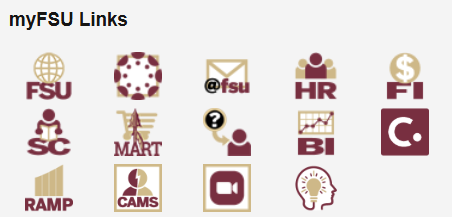 myFSU Links
FSU
@fsu
HR
$
FI
SC
MART
?
BI
C.
RAMP
CAMS